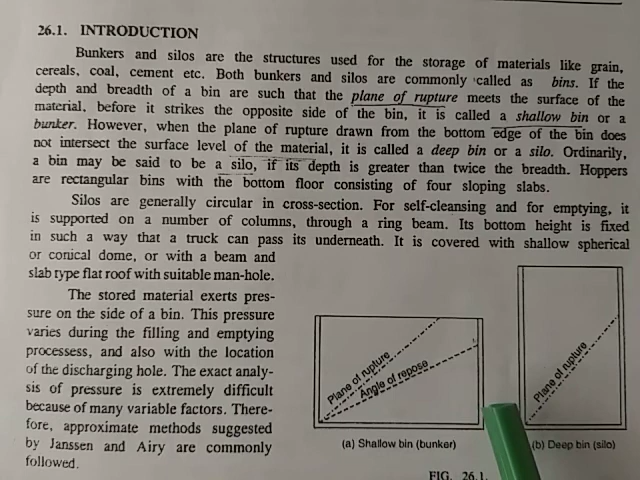 26.1. INTRODUCTION
Bunkers and silos are the structures used for the storage of materials like grain,
cereals, coal, cement etc. Both bunkers and silos are commonly called as bins. If the
depth and breadth of a bin are such that the plane of rupture meets the surface of the
material, before it strikes the opposite side of the bin, it is called a shallow bin or a
bunker. However, when the plane of rupture drawn from the bottom edge of the bin does
not intersect the surface level of the material, it is called a deep bin or a silo. Ordinarily,
a bin may be said to be a silo, if its depth is greater than twice the breadth. Hoppers
are rectangular bins with the bottom floor consisting of four sloping slabs.
Silos are generally circular in cross-section. For self-cleansing and for emptying, it
is supported on a number of columns, through a ring beam. Its bottom height is fixed
in such a way that a truck can pass its underneath. It is covered with shallow spherical
or conical dome, or with a beam and
slab type flat roof with suitable man-hole.
The stored material exerts pres-
sure on the side of a bin. This pressure
varies during the filling and emptying
processess, and also with the location
of the discharging hole. The exact analy-
sis of pressure is extremely difficult
because of many variable factors. There-
fore, approximate methods suggested
by Janssen and Airy are commonly
followed.
Plane of rupture
Angle of repose
(a) Shallow bin (bunker)
Plane of rupture
(b) Deep bin (silo)
FIG. 26.1.